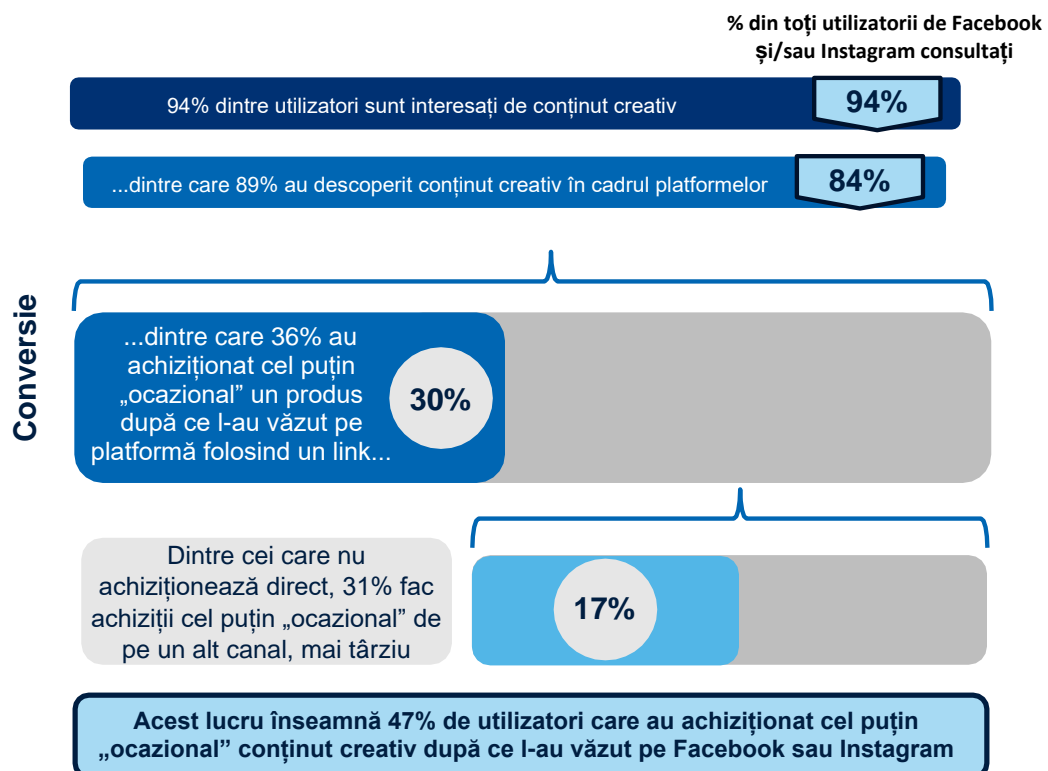 % din toți utilizatorii de Facebook
și/sau Instagram consultați
94% dintre utilizatori sunt interesați de conținut creativ
94%
...dintre care 89% au descoperit conținut creativ în cadrul platformelor
84%
Conversie
...dintre care 36% au
achiziționat cel puțin
„ocazional” un produs
după ce l-au văzut pe
platformă folosind un link...
30%
Dintre cei care nu
achiziționează direct, 31% fac
achiziții cel puțin „ocazional” de
pe un alt canal, mai târziu
17%
Acest lucru înseamnă 47% de utilizatori care au achiziționat cel puțin
„ocazional” conținut creativ după ce l-au văzut pe Facebook sau Instagram